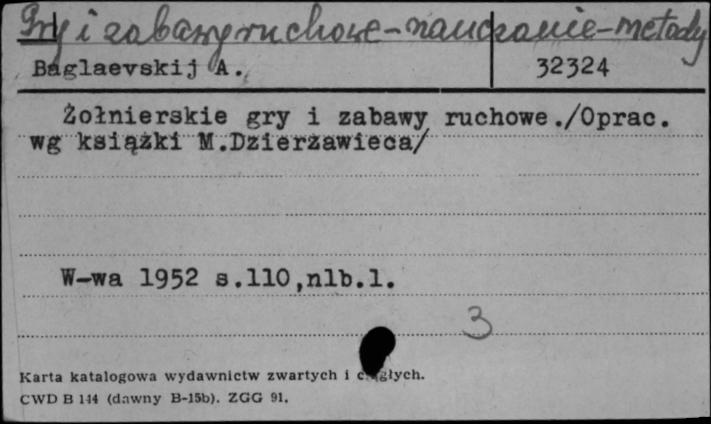 Gry i zabawy ruchowe-nauczanie-metody
Baglaevskij A. 32324
Żołnierskie gry i zabawy ruchowe./Oprac.
wg książki M.Dzierżawieca/
W-wa 1952 s.110,nlb.1.
3
Karta katalogowa wydawnictw zwartych i
CWD B 144 (dawny B-15b). ZGG 91.